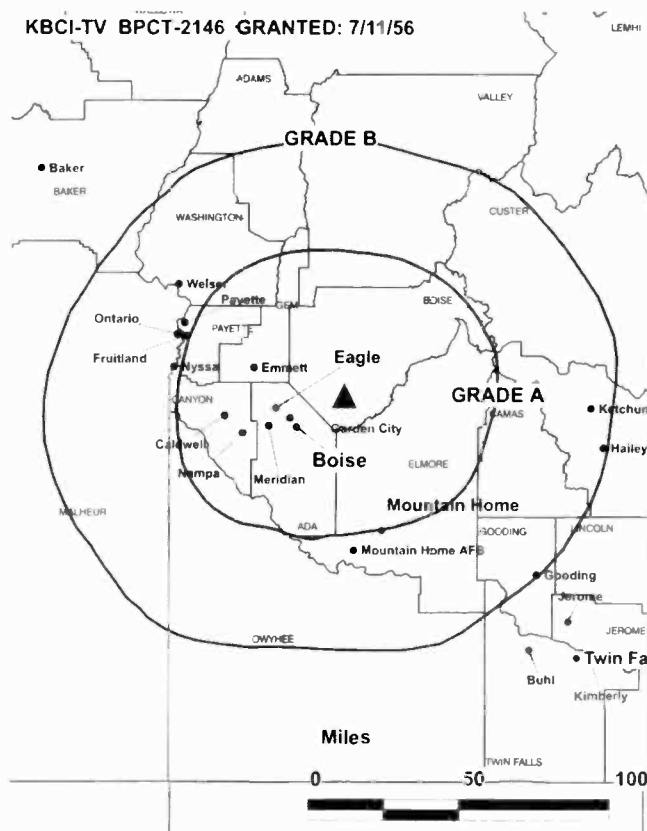 KBCI-TV BPCT-2146 GRANTED: 7/11/56
LEMHI
ADAMS
VALLEY
GRADE B
Baker
BAKER
WASHINGTON
CUSTER
Weiser
Payette
GEM
BOISE
Ontario
PAYETTE
Fruitland
Eagle
Nyssa
Emmett
GRADE A
CANYON
CAMAS
Ketchum
Garden City
Caldwell
Hailey
Boise
Nampa
Meridian
ELMORE
Mountain Home
MALHEUR
ADA
GOODING
LINCOLN
Mountain Home AFB
Gooding
Jerome
OWYHEE
JEROME
Twin Fa
Buhl
Kimberly
Miles
TWIN FALLS
0 50 100